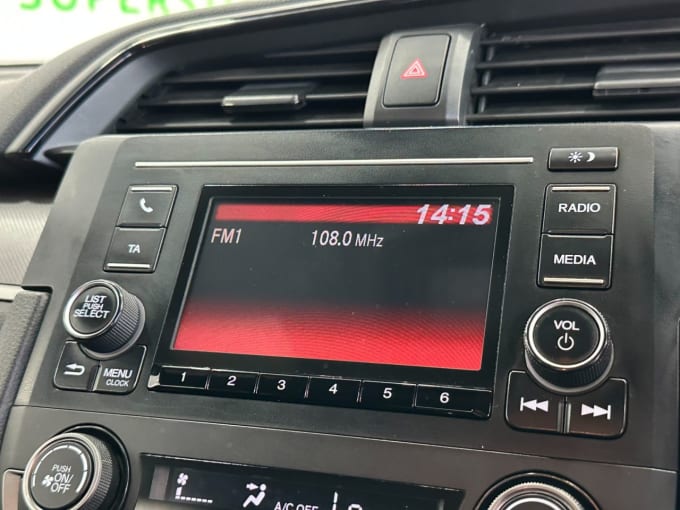 14:15
FM1 108.0 MHz
RADIO
TA
MEDIA
LIST
PUSH
SELECT
VOL
MENU
CLOCK
1 2 3 4 5 6
PUSH
ON/
OFF
A/C OFF